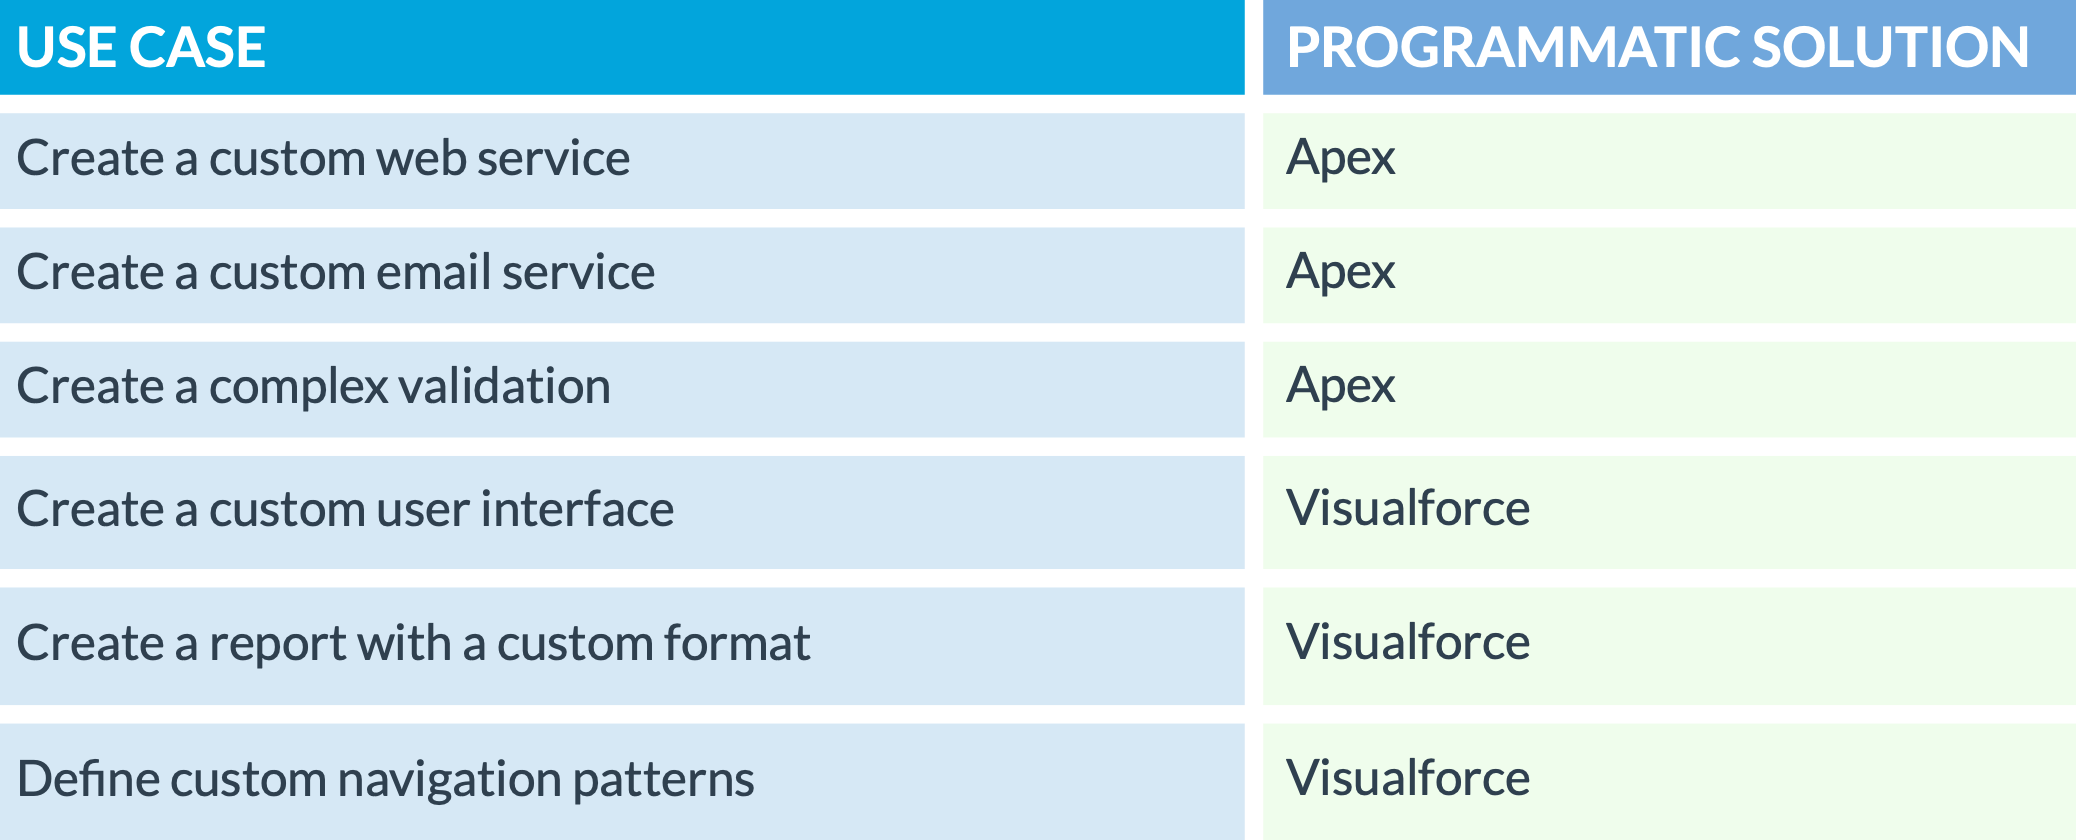 USE CASE PROGRAMMATIC SOLUTION
Create a custom web service Apex
Create a custom email service Apex
Create a complex validation Apex
Create a custom user interface Visualforce
Create a report with a custom format Visualforce
Define custom navigation patterns Visualforce